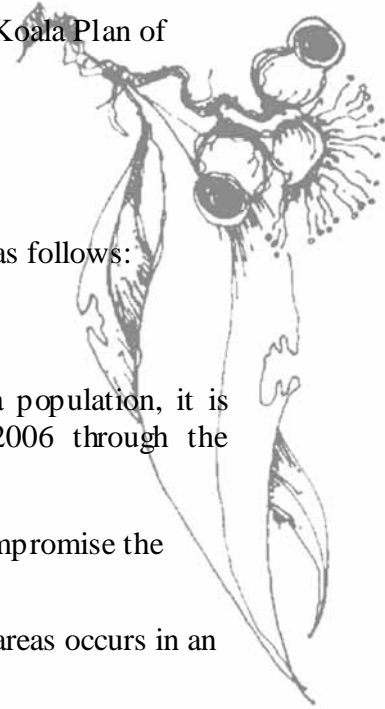 Koala Plan of
as follows:
a population, it is
2006 through the
mpromise the
areas occurs in an